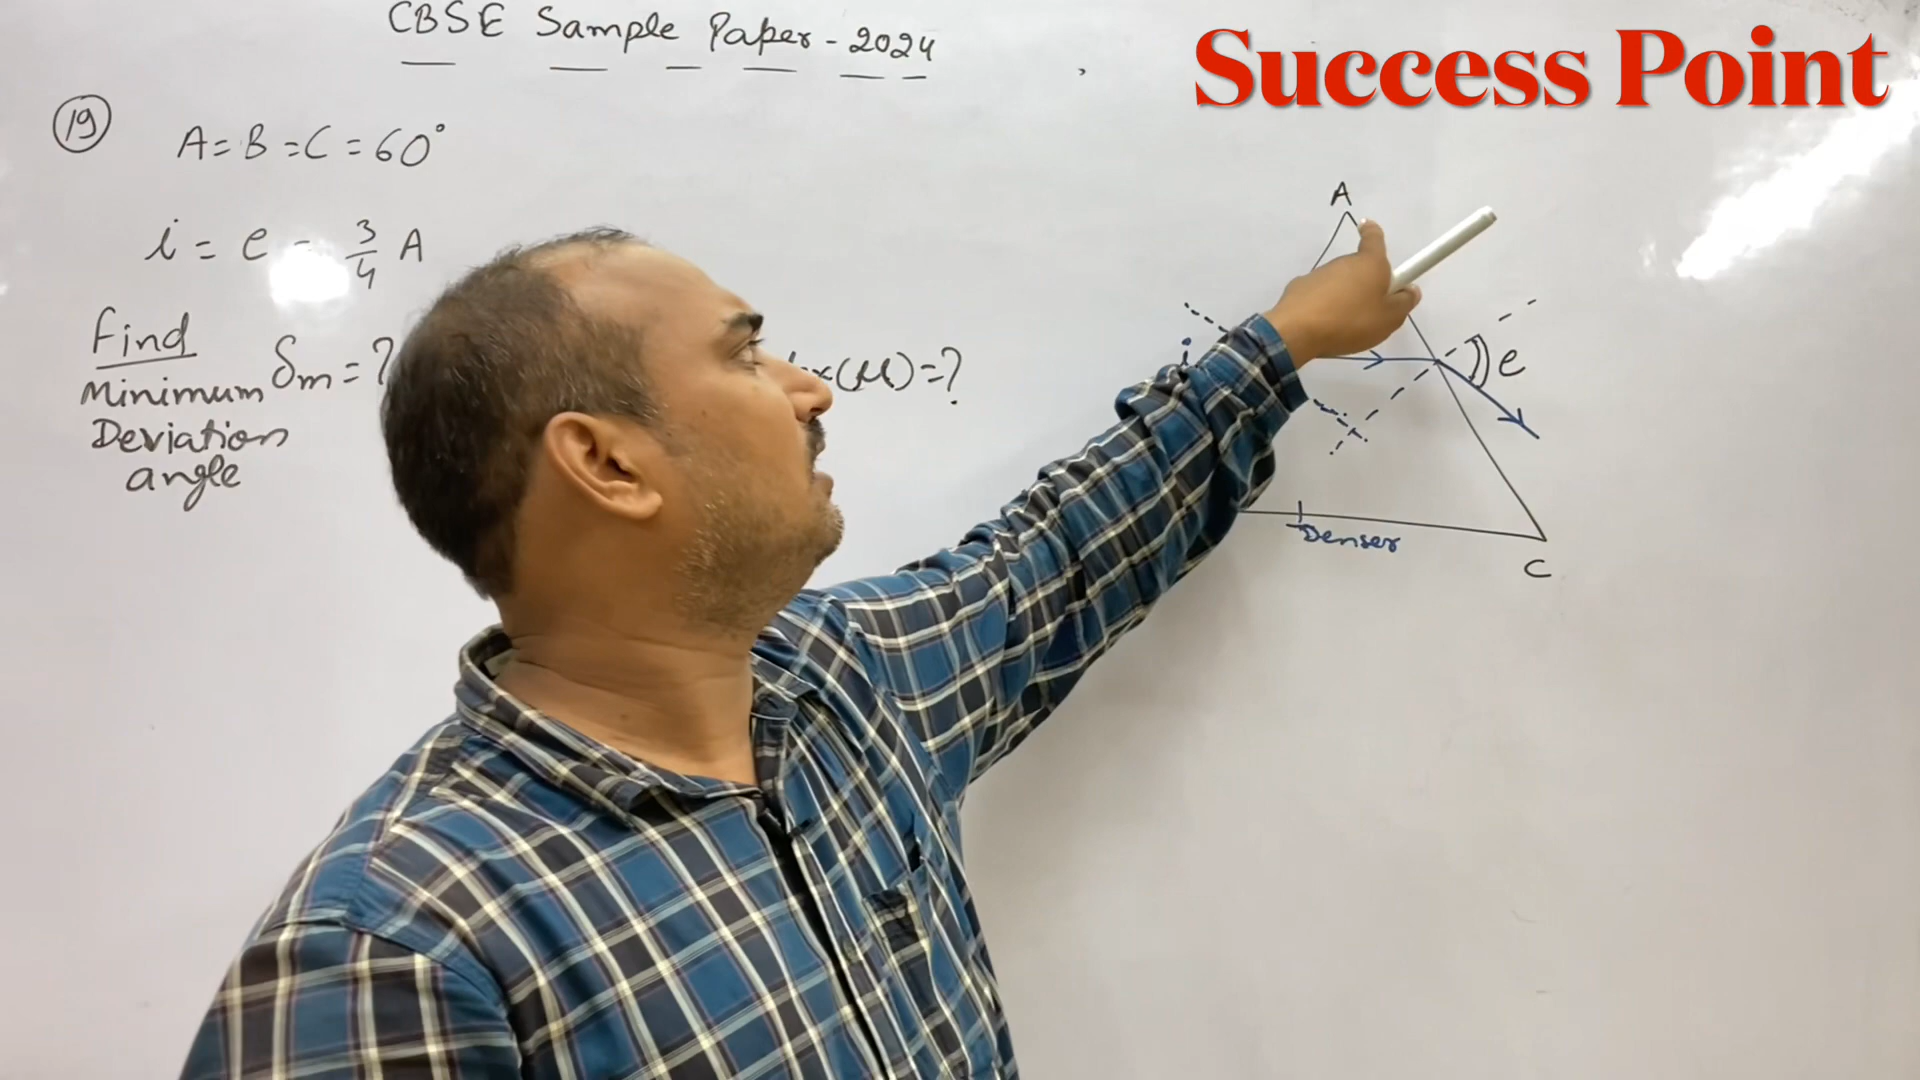 CBSE Sample Paper - 2024
Success Point
19
A = B = C = 60°
i = e = 3/4 A
Find
δm = ?
(μ) = ?
Minimum
Deviation
angle
A
i
e
Denser
C